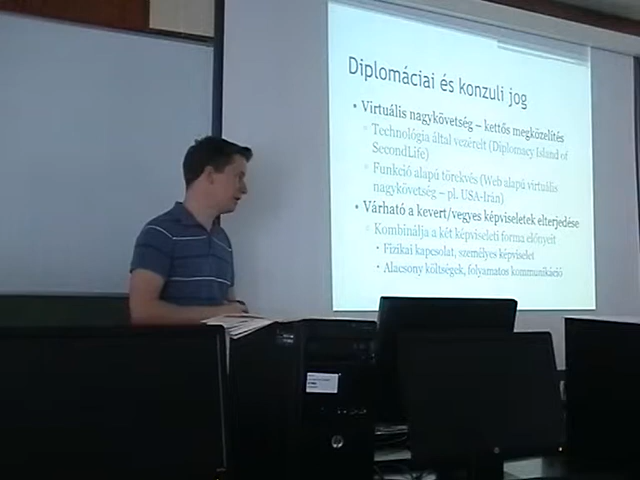 Diplomáciai és konzuli jog
• Virtuális nagykövetség – kettős megközelítés
Technológia által vezérelt (Diplomacy Island of
SecondLife)
Funkció alapú törekvés (Web alapú virtuális
nagykövetség – pl. USA-Irán)
• Várható a kevert/vegyes képviseletek elterjedése
Kombinálja a két képviseleti forma előnyeit
• Fizikai kapcsolat, személyes képviselet
• Alacsony költségek, folyamatos kommunikáció